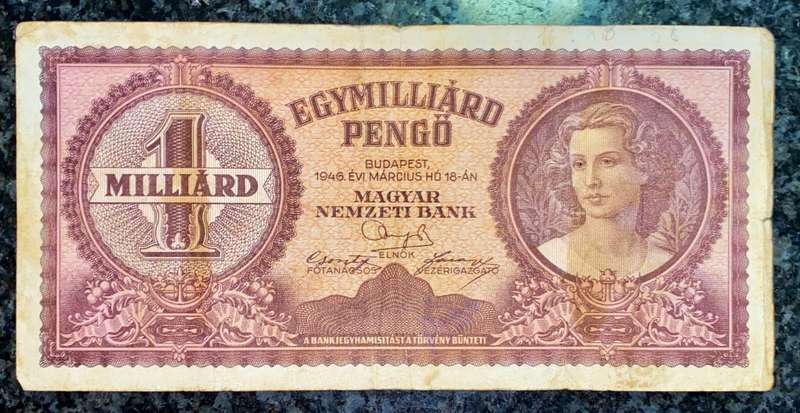 EGYMILLIÁRD
PENGŐ
1
MILLIÁRD
BUDAPEST,
1946. ÉVI MÁRCIUS HÓ 18-ÁN
MAGYAR
NEMZETI BANK
ELNÖK
FŐTANÁCSOS VEZÉRIGAZGATÓ
A BANKJEGYHAMISÍTÁST A TÖRVÉNY BÜNTETI